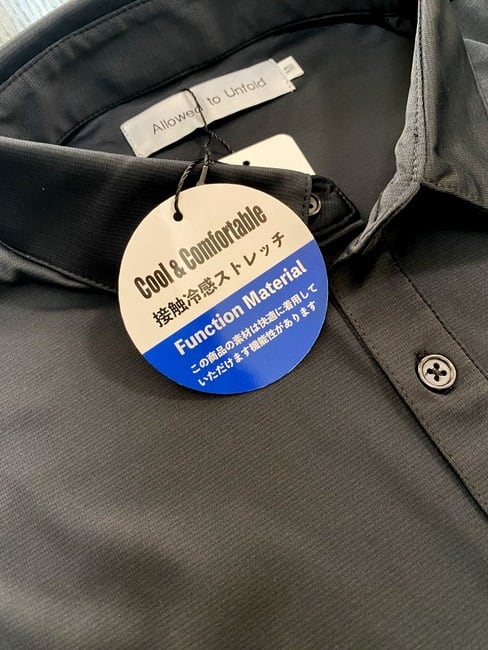 Allowed to Unfold
M
Cool & Comfortable
接触冷感ストレッチ
Function Material
この商品の素材は快適に着用して
いただけます機能性があります